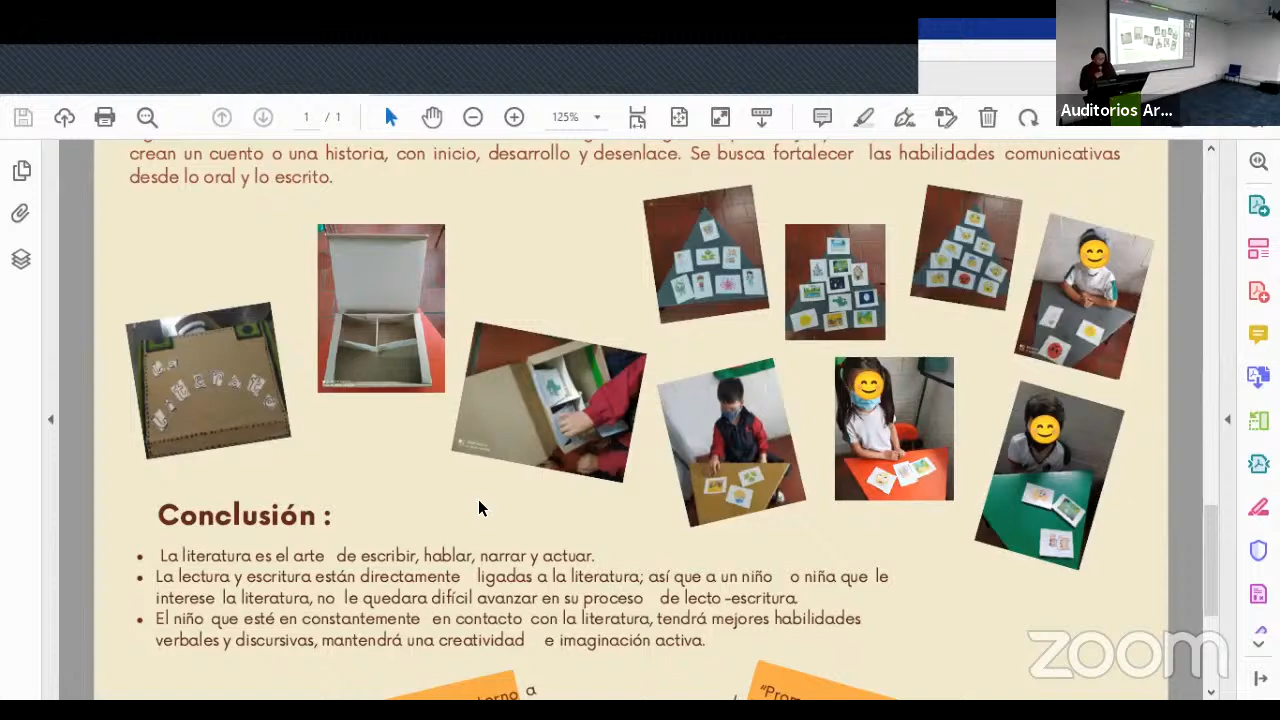 Auditorios Ar...
1 / 1
125%
crean un cuento o una historia, con inicio, desarrollo y desenlace. Se busca fortalecer las habilidades comunicativas
desde lo oral y lo escrito.
Conclusión :
La literatura es el arte de escribir, hablar, narrar y actuar.
La lectura y escritura están directamente ligadas a la literatura; así que a un niño o niña que le
interese la literatura, no le quedara difícil avanzar en su proceso de lecto -escritura.
El niño que esté en constantemente en contacto con la literatura, tendrá mejores habilidades
verbales y discursivas, mantendrá una creatividad e imaginación activa.
a
zoom